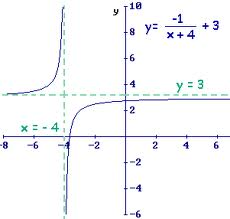 y
10
y= -1/(x+4) + 3
8
6
4
y = 3
2
x = -4
-8 -6 -4 -2 2 4 6
-2
-4
-6